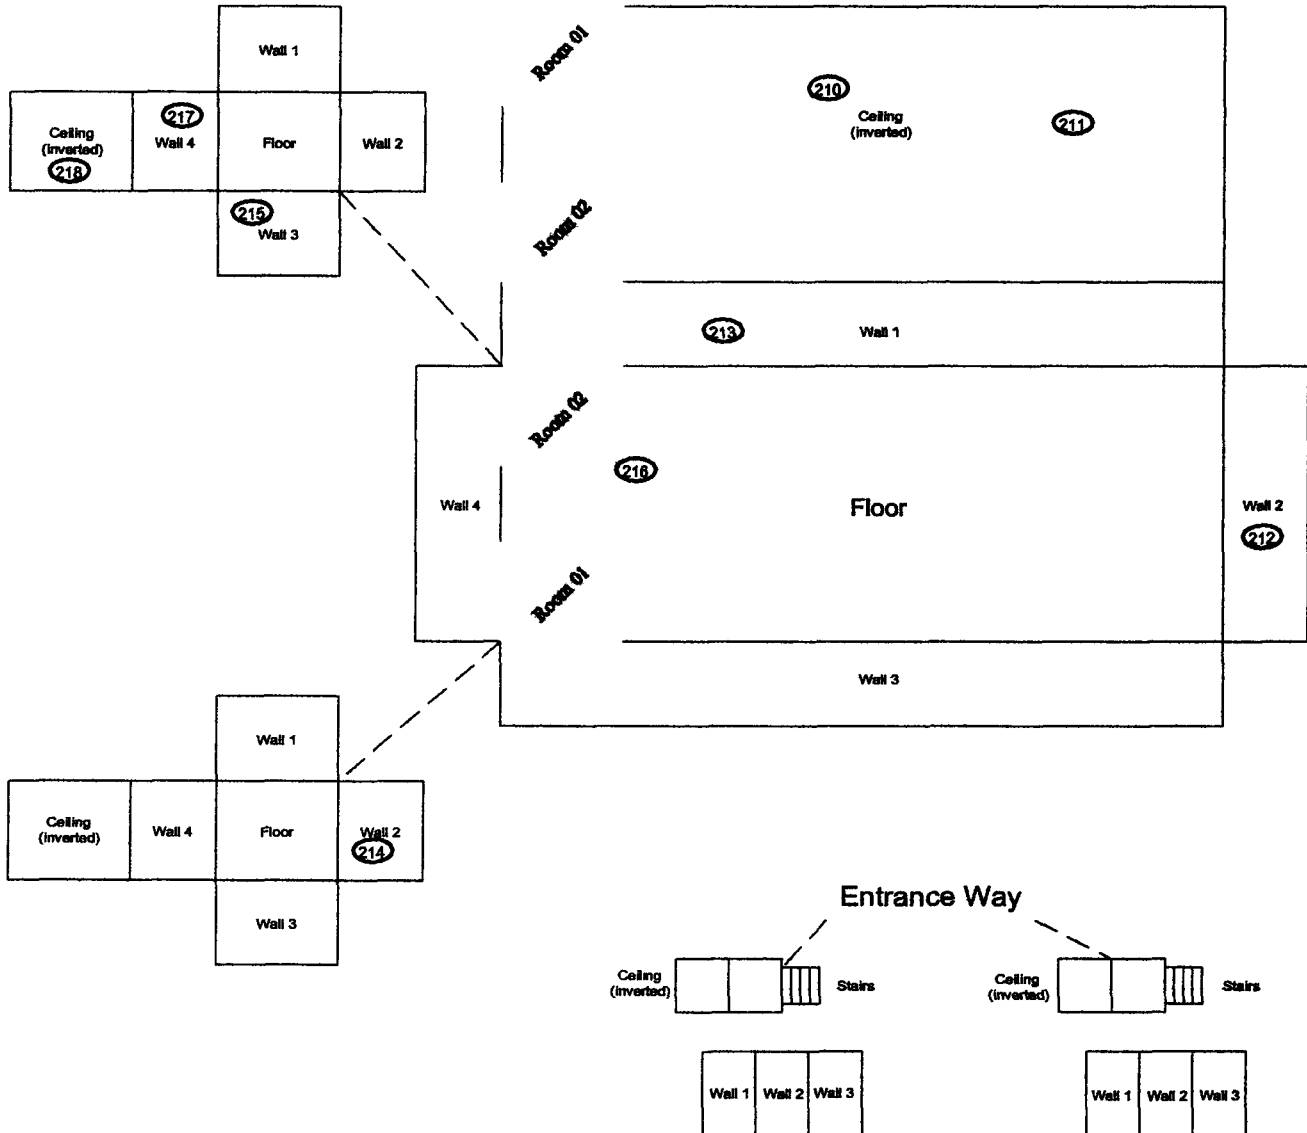 Wall 1
217
Ceiling
(inverted)
218
Wall 4
Floor
Wall 2
215
Wall 3
Room 01
Room 02
210
Ceiling
(inverted)
211
213
Wall 1
Room 02
216
Wall 4
Floor
Wall 2
212
Room 01
Wall 3
Wall 1
Ceiling
(inverted)
Wall 4
Floor
Wall 2
214
Wall 3
Entrance Way
Ceiling
(inverted)
Stairs
Ceiling
(inverted)
Stairs
Wall 1
Wall 2
Wall 3
Wall 1
Wall 2
Wall 3